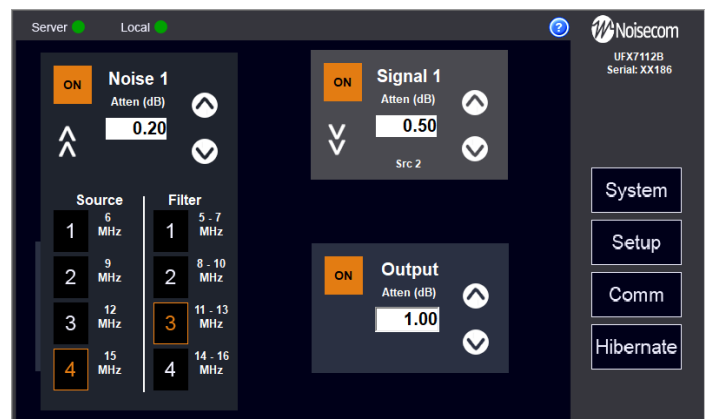 Server Local ?
Noisecom
UFX7112B
Serial: XX186
ON Noise 1
Atten (dB)
0.20
Source Filter
1 6 MHz 1 5 - 7 MHz
2 9 MHz 2 8 - 10 MHz
3 12 MHz 3 11 - 13 MHz
4 15 MHz 4 14 - 16 MHz
ON Signal 1
Atten (dB)
0.50
Src 2
ON Output
Atten (dB)
1.00
System
Setup
Comm
Hibernate